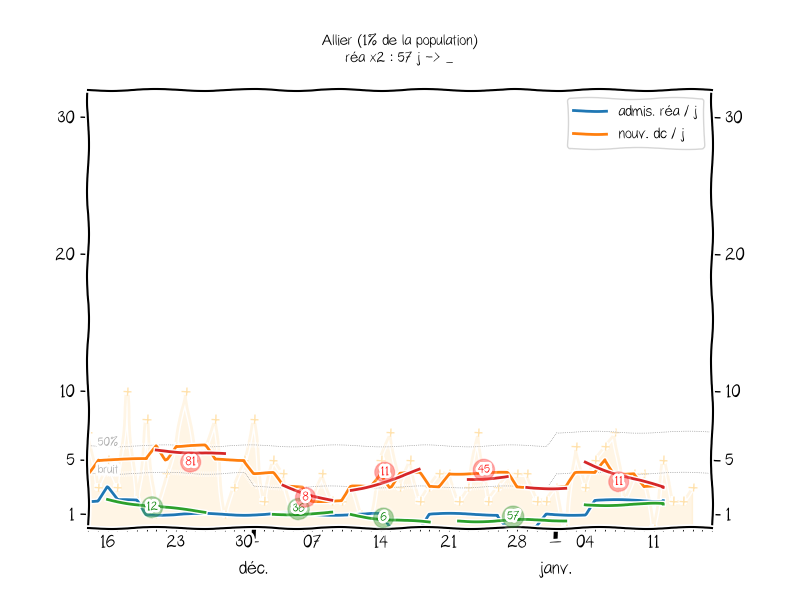 Allier (1% de la population)
réa x2 : 57 j -> _
admis. réa / j
nouv. dc / j
30 30
20 20
10 10
50%
5 5
bruit
1 1
81
12
8
36
11
6
45
57
11
16 23 30 07 14 21 28 04 11
déc. janv.